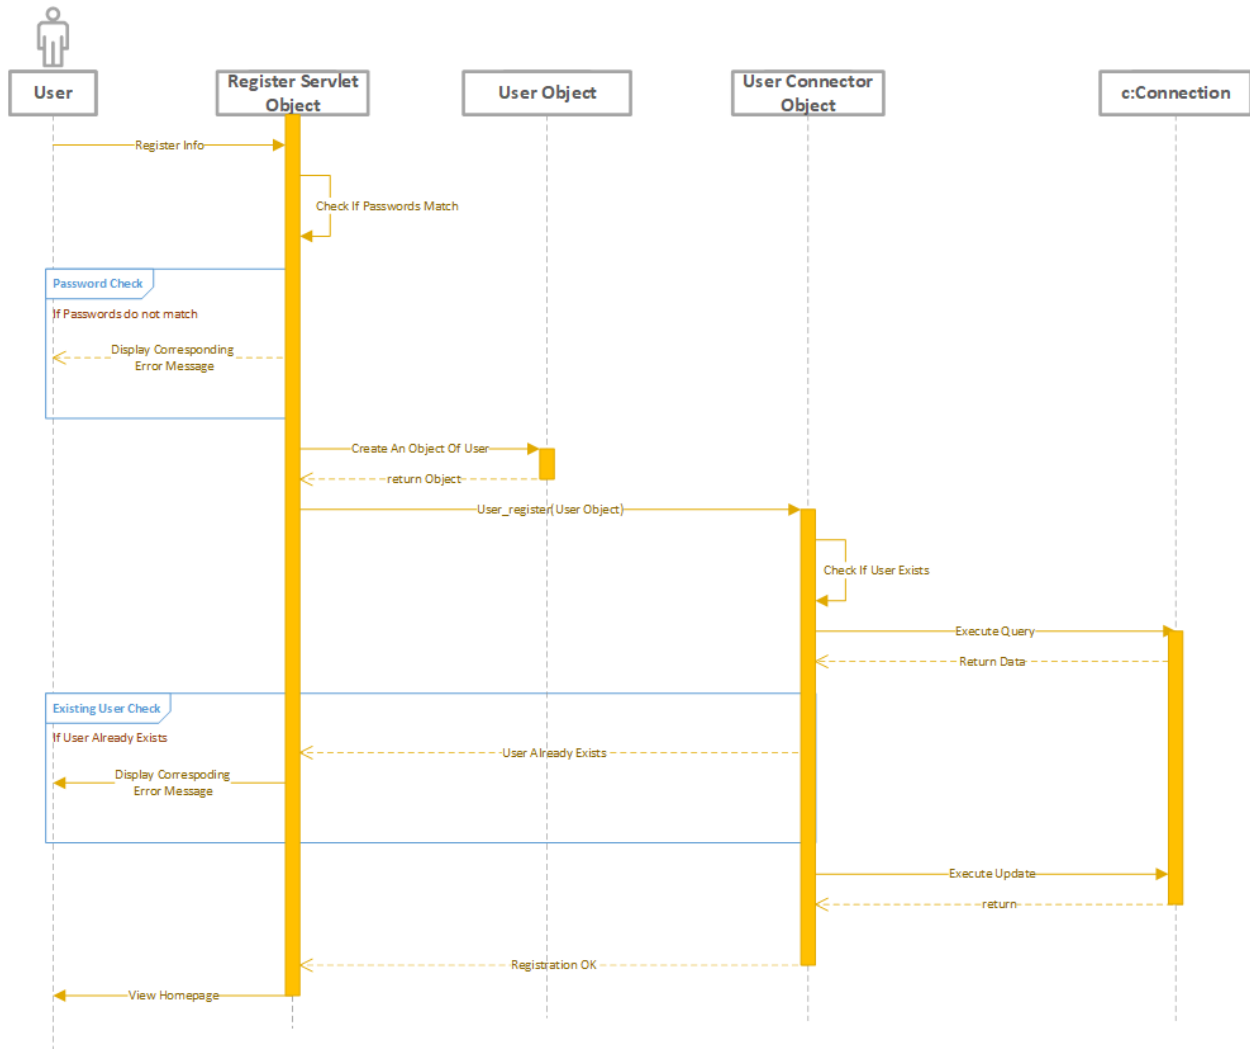 User
Register Servlet
Object
User Object
User Connector
Object
c:Connection
Register Info
Check If Passwords Match
Password Check
If Passwords do not match
Display Corresponding
Error Message
Create An Object Of User
return Object
User_register(User Object)
Check If User Exists
Execute Query
Return Data
Existing User Check
If User Already Exists
User Already Exists
Display Correspoding
Error Message
Execute Update
return
Registration OK
View Homepage